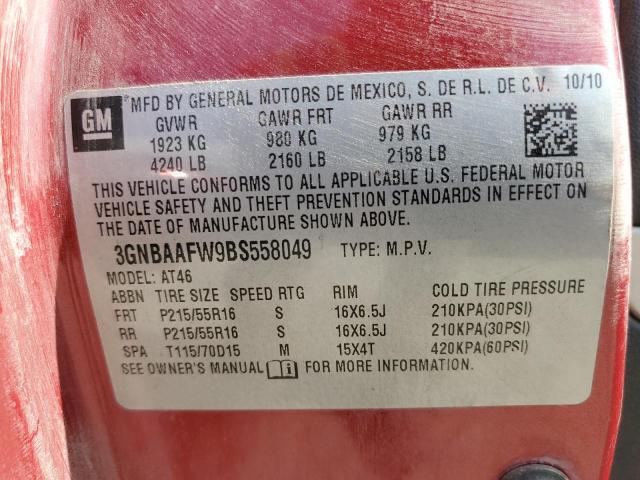 GM
MFD BY GENERAL MOTORS DE MEXICO, S. DE R.L. DE C.V. 10/10
GVWR GAWR FRT GAWR RR
1923 KG 980 KG 979 KG
4240 LB 2160 LB 2158 LB
THIS VEHICLE CONFORMS TO ALL APPLICABLE U.S. FEDERAL MOTOR
VEHICLE SAFETY AND THEFT PREVENTION STANDARDS IN EFFECT ON
THE DATE OF MANUFACTURE SHOWN ABOVE.
3GNBAAFW9BS558049 TYPE: M.P.V.
MODEL: AT46
ABBN TIRE SIZE SPEED RTG RIM COLD TIRE PRESSURE
FRT P215/55R16 S 16X6.5J 210KPA(30PSI)
RR P215/55R16 S 16X6.5J 210KPA(30PSI)
SPA T115/70D15 M 15X4T 420KPA(60PSI)
SEE OWNER'S MANUAL FOR MORE INFORMATION.